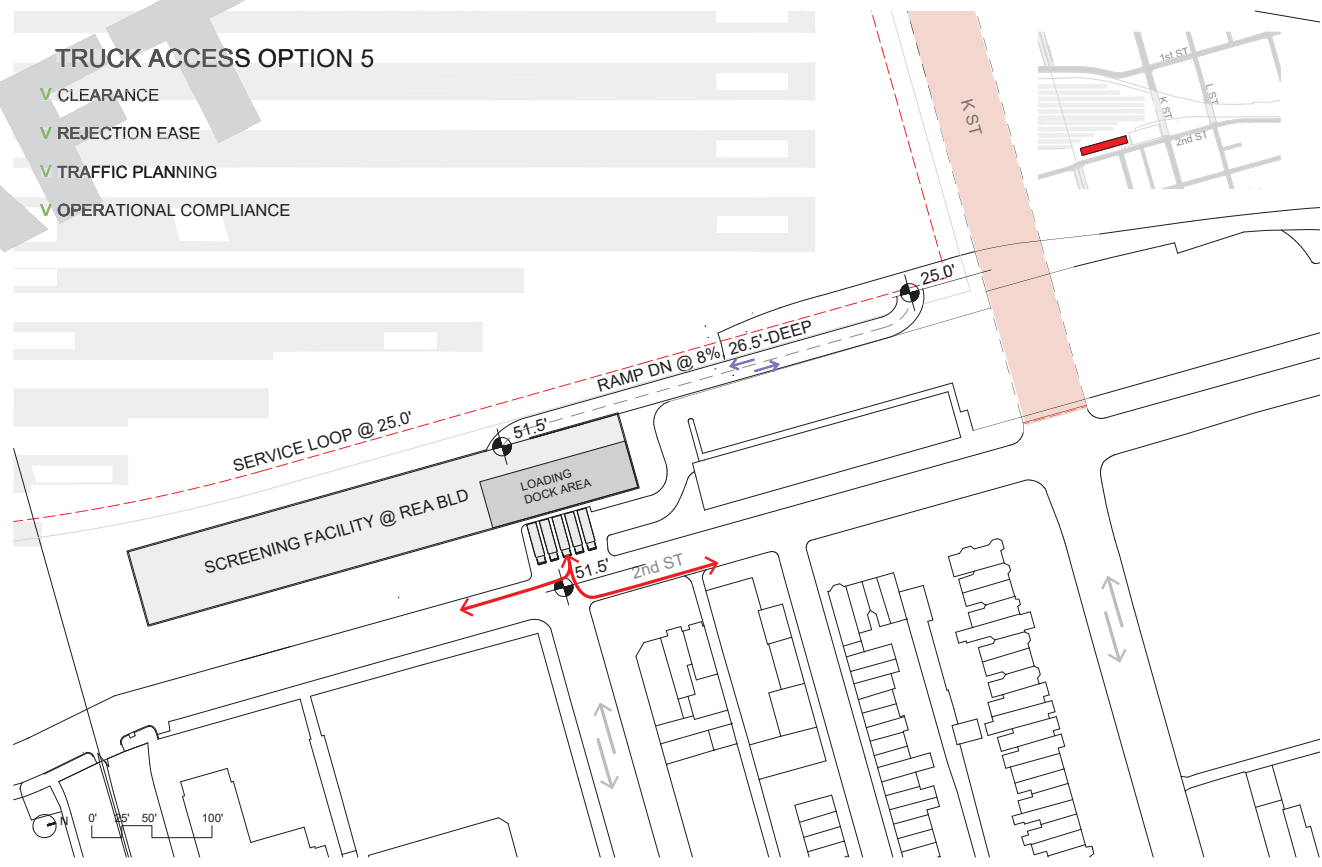 TRUCK ACCESS OPTION 5
V CLEARANCE
V REJECTION EASE
V TRAFFIC PLANNING
V OPERATIONAL COMPLIANCE
AFT
K ST
1st ST
K ST
L ST
2nd ST
25.0'
RAMP DN @ 8%, 26.5'-DEEP
SERVICE LOOP @ 25.0'
51.5'
LOADING
DOCK AREA
SCREENING FACILITY @ REA BLD
51.5'
2nd ST
N
0' 25' 50' 100'